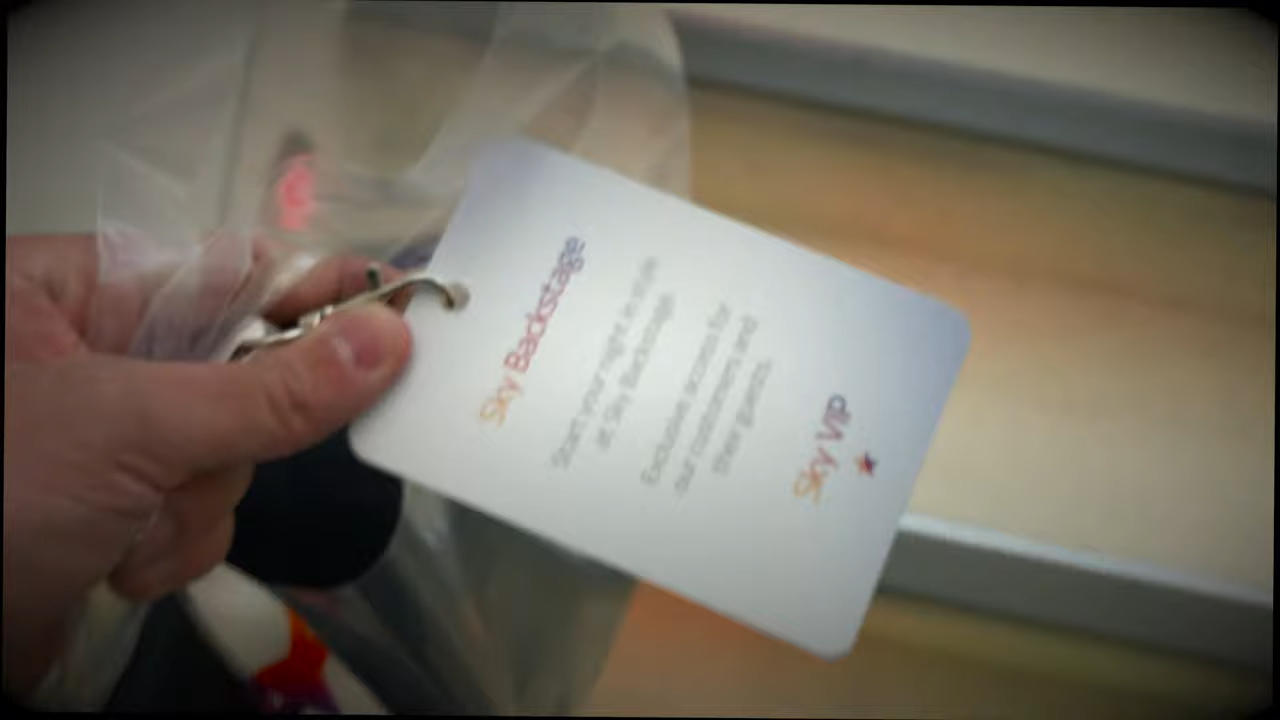 Sky Backstage
Start your night in style
at Sky Backstage.
Exclusive access for
our customers and
their guests.
Sky VIP